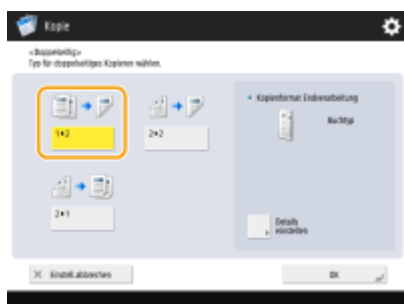 Kopie
<Doppelseitig>
Typ für doppelseitiges Kopieren wählen.
1▸2
2▸2
2▸1
• Kopienformat Endverarbeitung
Buchtyp
Details
einstellen
Einstell. abbrechen
OK